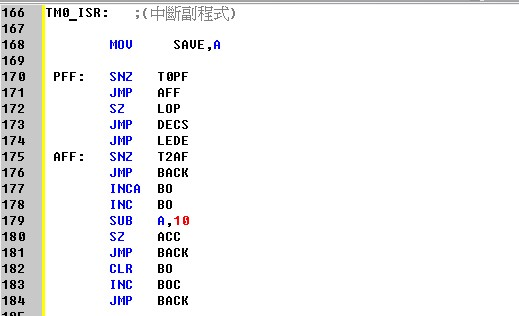 166 TM0_ISR: ;(中斷副程式)
167
168 MOV SAVE,A
169
170 PFF: SNZ T0PF
171 JMP AFF
172 SZ LOP
173 JMP DECS
174 JMP LEDE
175 AFF: SNZ T2AF
176 JMP BACK
177 INCA BO
178 INC BO
179 SUB A,10
180 SZ ACC
181 JMP BACK
182 CLR BO
183 INC BOC
184 JMP BACK